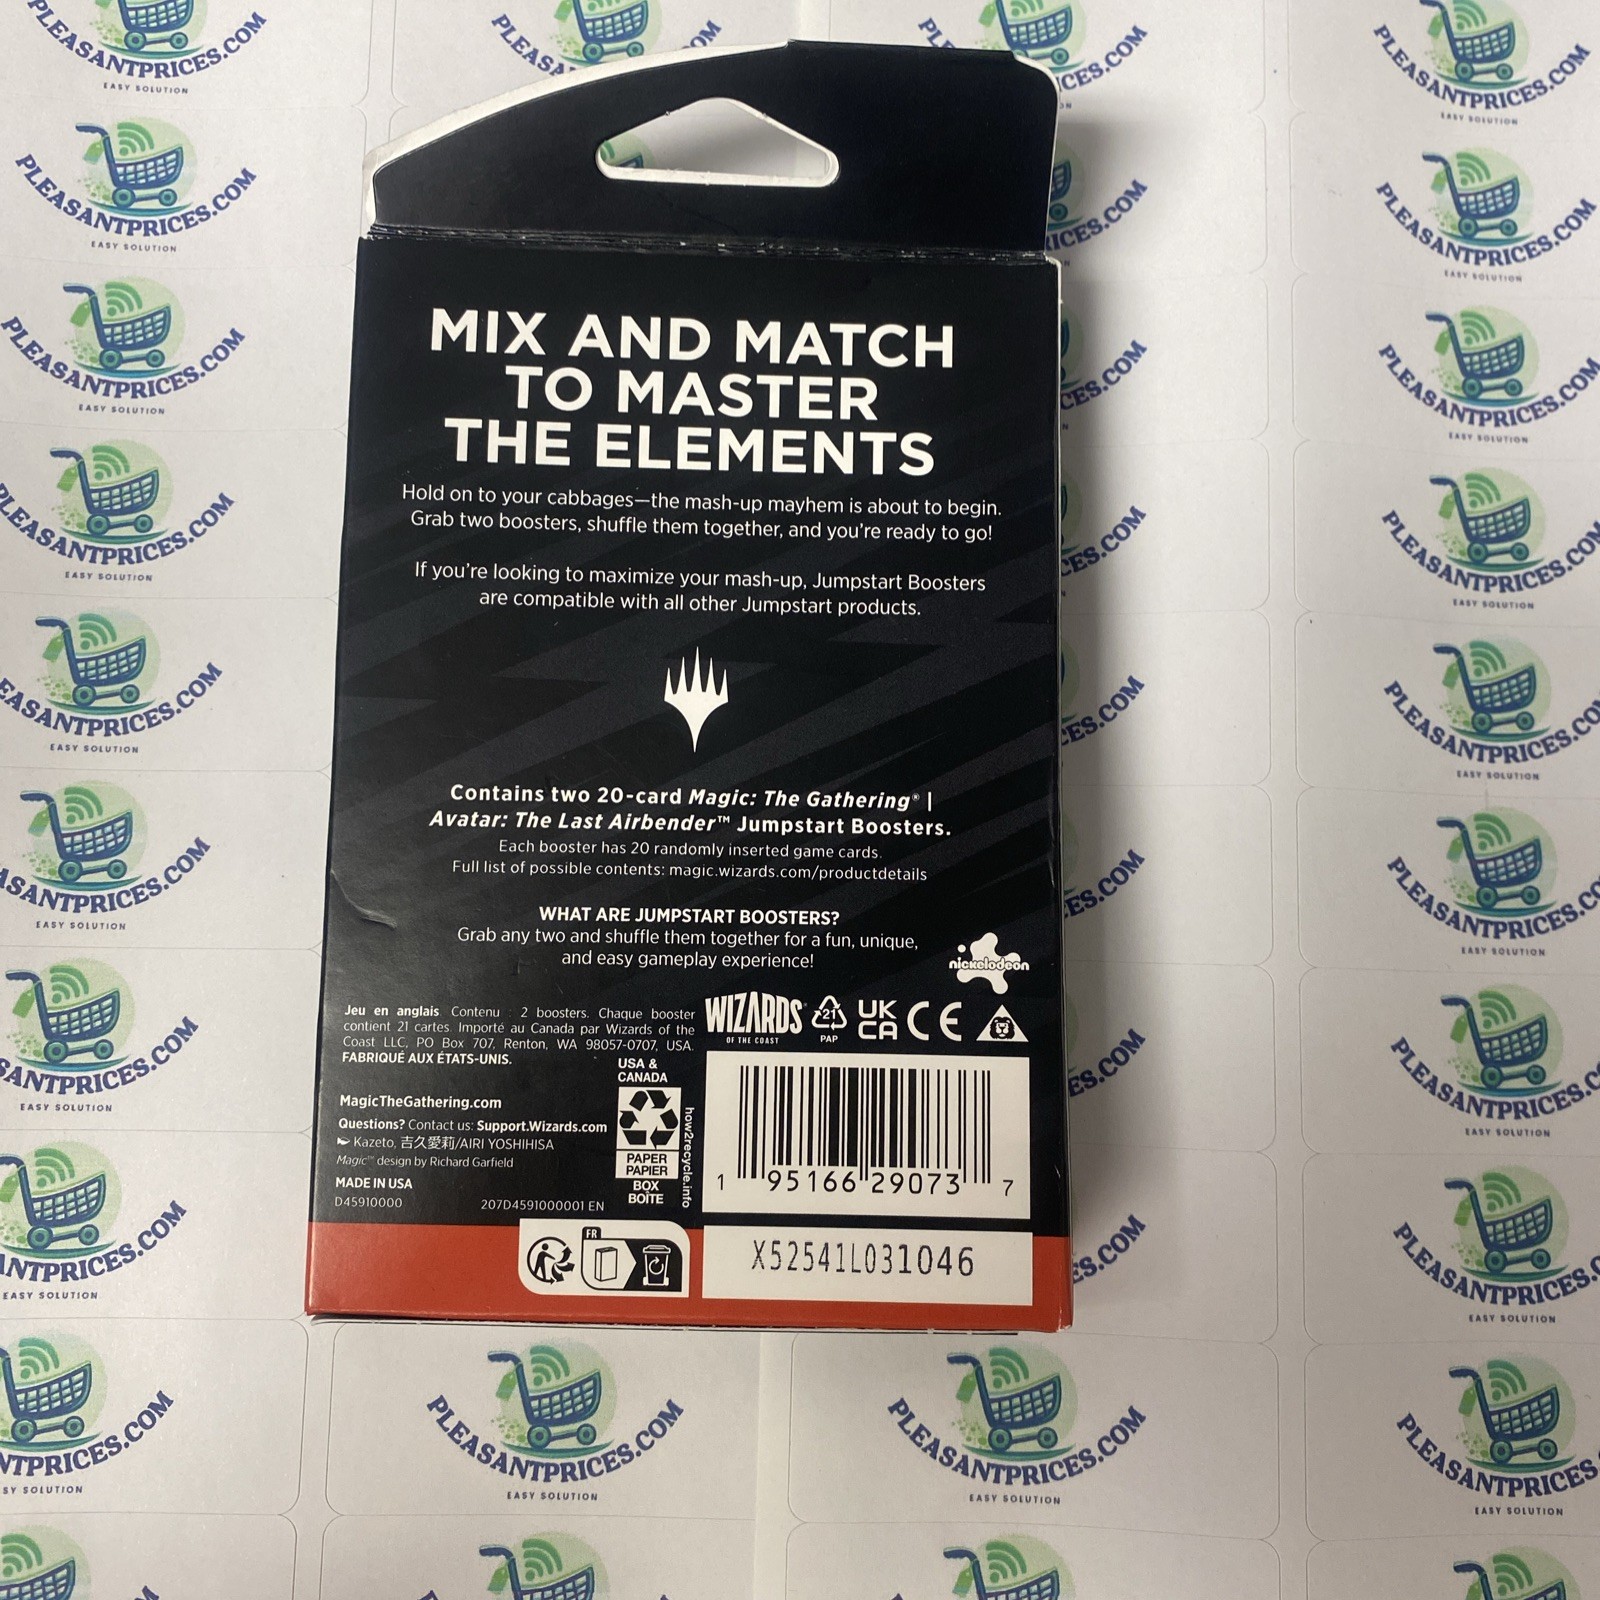 MIX AND MATCH
TO MASTER
THE ELEMENTS
Hold on to your cabbages—the mash-up mayhem is about to begin.
Grab two boosters, shuffle them together, and you're ready to go!
If you're looking to maximize your mash-up, Jumpstart Boosters
are compatible with all other Jumpstart products.
Contains two 20-card Magic: The Gathering® |
Avatar: The Last Airbender™ Jumpstart Boosters.
Each booster has 20 randomly inserted game cards.
Full list of possible contents: magic.wizards.com/productdetails
WHAT ARE JUMPSTART BOOSTERS?
Grab any two and shuffle them together for a fun, unique,
and easy gameplay experience!
nickelodeon
Jeu en anglais. Contenu : 2 boosters. Chaque booster
contient 21 cartes. Importé au Canada par Wizards of the
Coast LLC, PO Box 707, Renton, WA 98057-0707, USA.
FABRIQUÉ AUX ÉTATS-UNIS.
WIZARDS
OF THE COAST
21
PAP
UK
CA
CE
USA &
CANADA
PAPER
PAPIER
BOX
BOÎTE
how2recycle.info
MagicTheGathering.com
Questions? Contact us: Support.Wizards.com
Kazeto, 吉久愛莉/AIRI YOSHIHISA
Magic™ design by Richard Garfield
MADE IN USA
D45910000
207D4591000001 EN
1 95166 29073 7
FR
X52541L031046
PLEASANTPRICES.COM
EASY SOLUTION